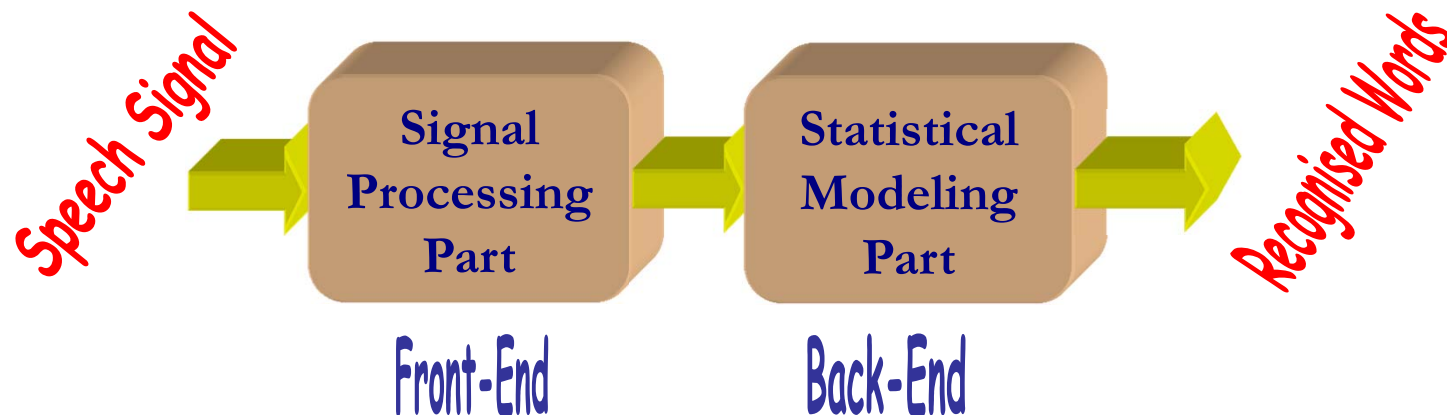 Speech Signal
Signal
Processing
Part
Statistical
Modeling
Part
Recognised Words
Front-End
Back-End